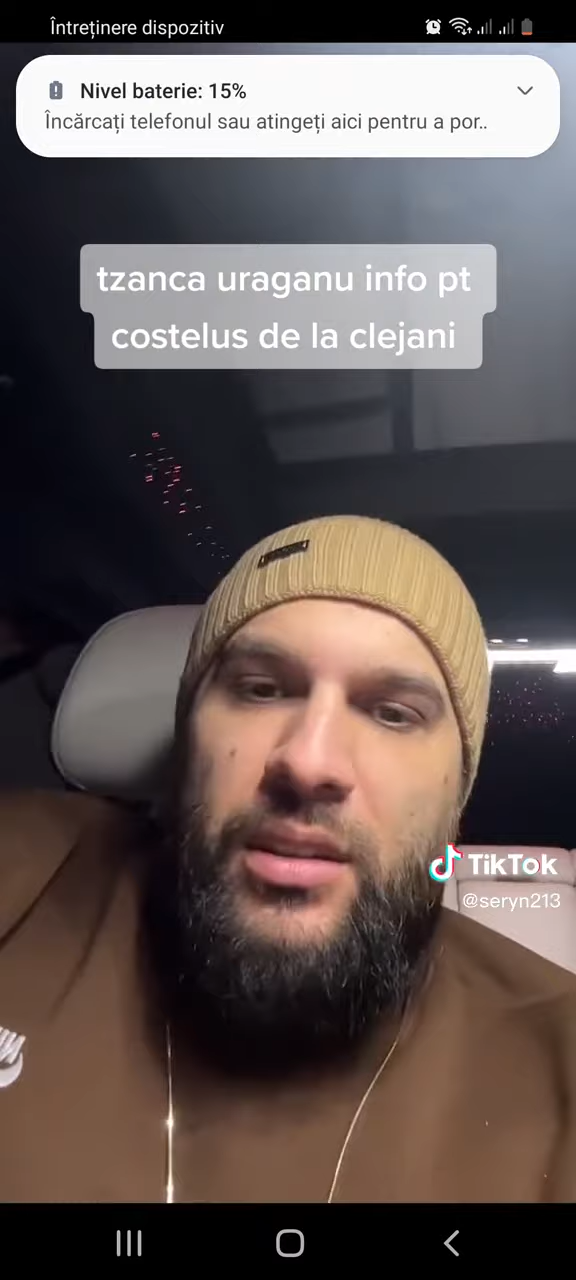 Întreținere dispozitiv
Nivel baterie: 15%
Încărcați telefonul sau atingeți aici pentru a por..
tzanca uraganu info pt
costelus de la clejani
TikTok
@seryn213